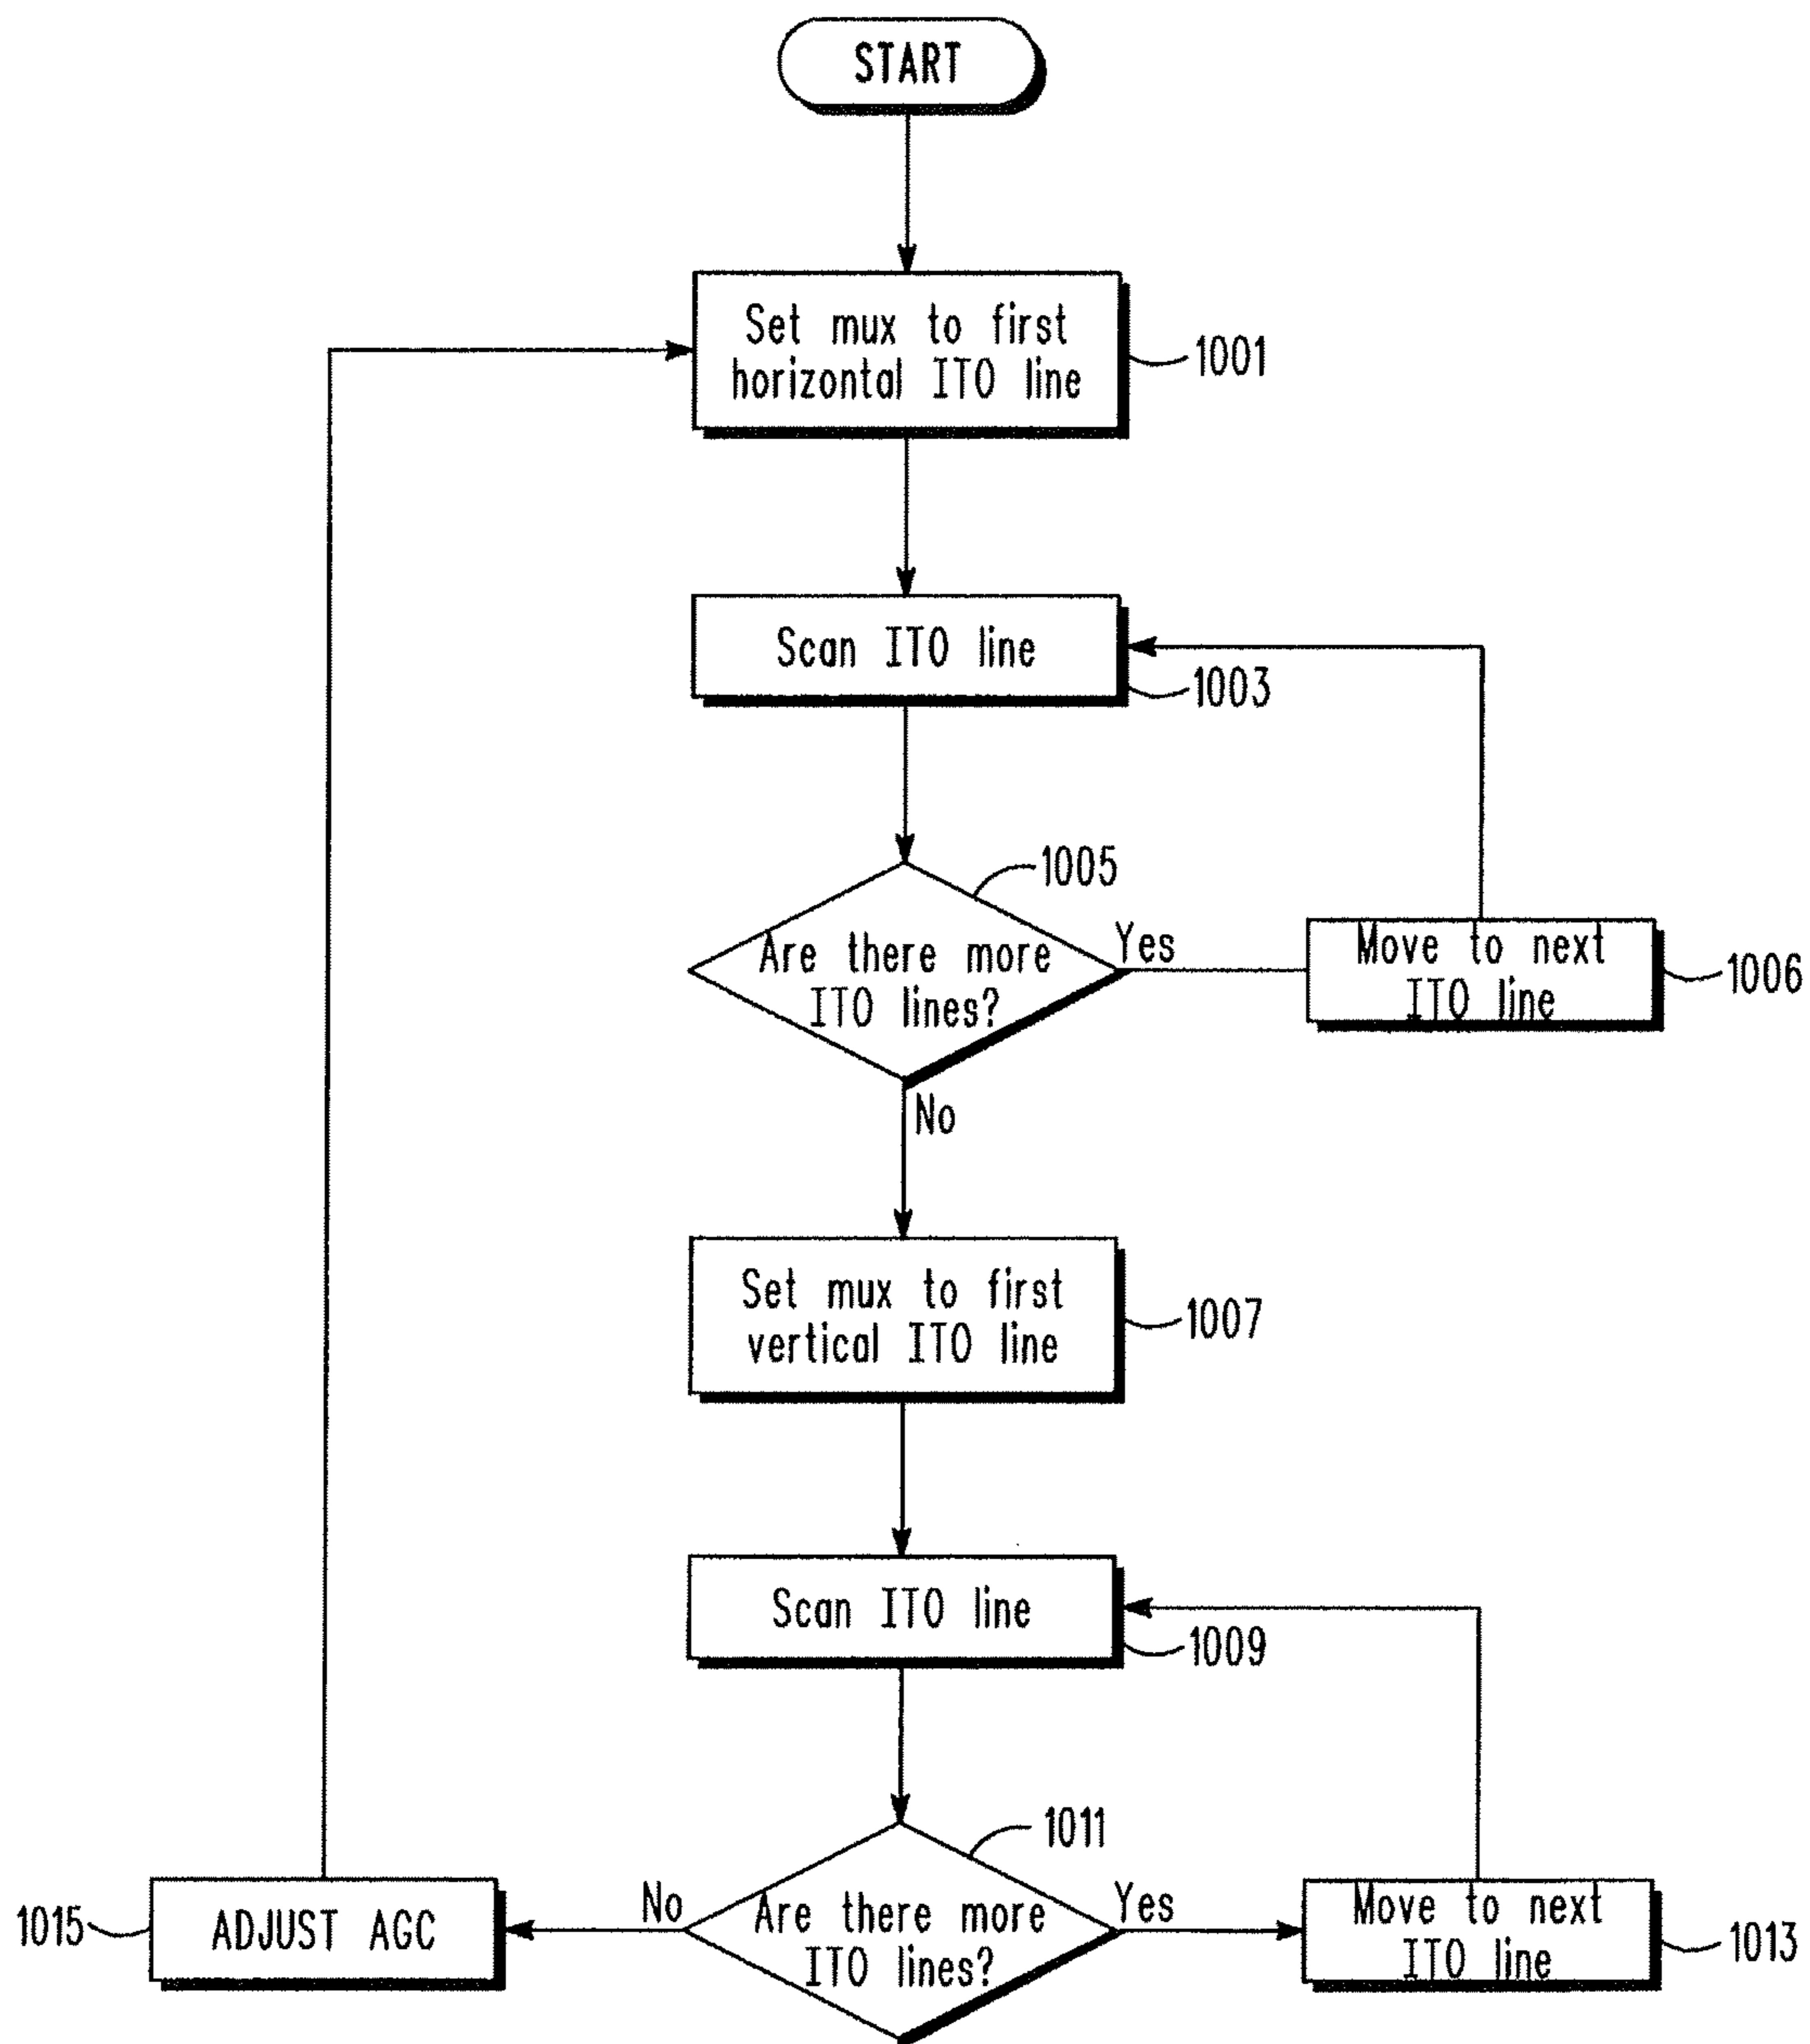 START
Set mux to first
horizontal ITO line
1001
Scan ITO line
1003
1005
Are there more
ITO lines?
Yes
Move to next
ITO line
1006
No
Set mux to first
vertical ITO line
1007
Scan ITO line
1009
1011
Are there more
ITO lines?
Yes
Move to next
ITO line
1013
No
ADJUST AGC
1015